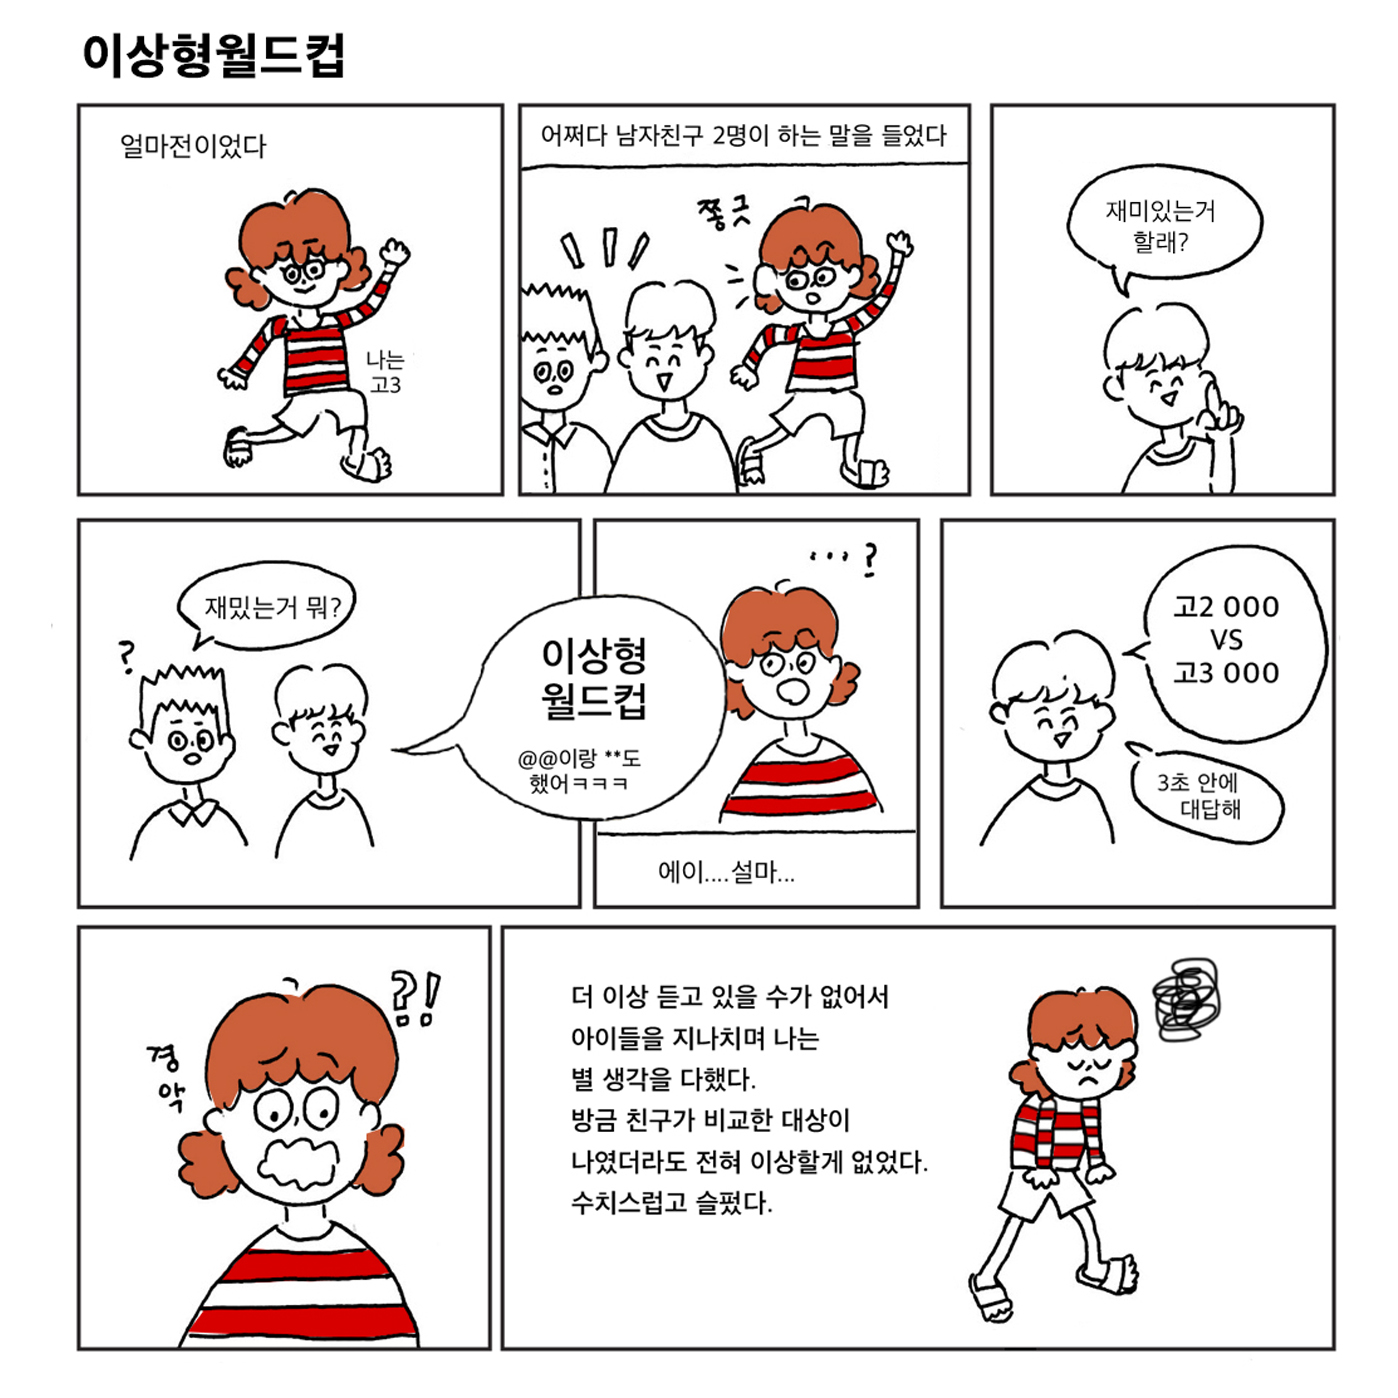 이상형월드컵
얼마전이었다
나는
고3
어쩌다 남자친구 2명이 하는 말을 들었다
쫑긋
재미있는거
할래?
재밌는거 뭐?
?
이상형
월드컵
@@이랑 **도
했어ㅋㅋㅋ
...?
에이....설마...
고2 000
VS
고3 000
3초 안에
대답해
?!
경
악
더 이상 듣고 있을 수가 없어서
아이들을 지나치며 나는
별 생각을 다했다.
방금 친구가 비교한 대상이
나였더라도 전혀 이상할게 없었다.
수치스럽고 슬펐다.